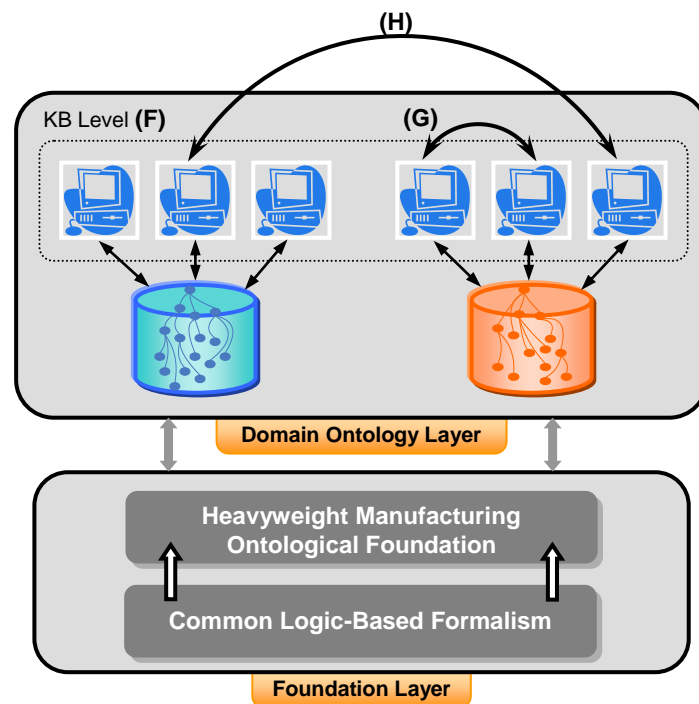 (H)
KB Level (F)
(G)
Domain Ontology Layer
Heavyweight Manufacturing
Ontological Foundation
Common Logic-Based Formalism
Foundation Layer